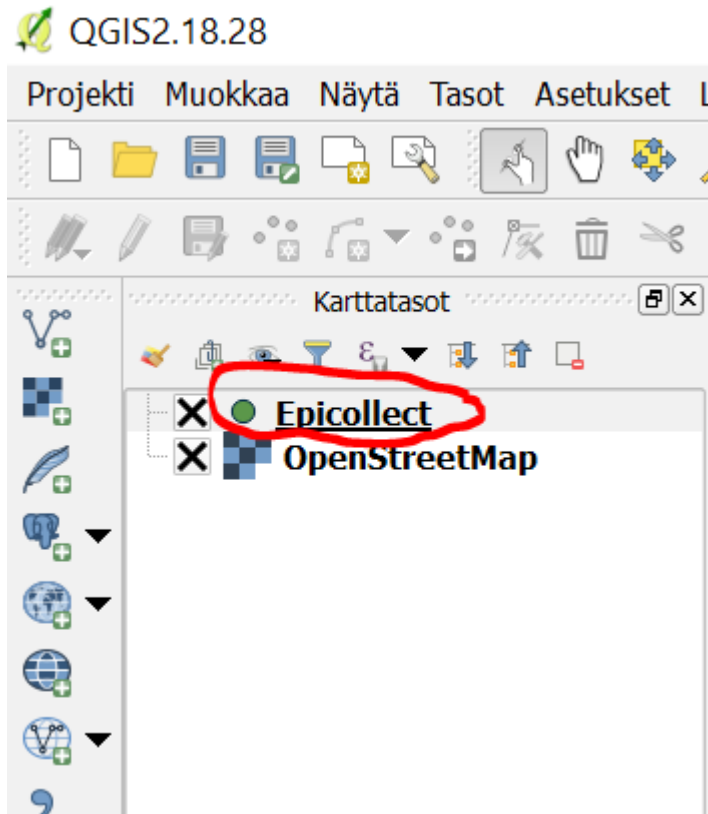 QGIS2.18.28
Projekti Muokkaa Näytä Tasot Asetukset
Karttatasot
ε
Epicollect
OpenStreetMap